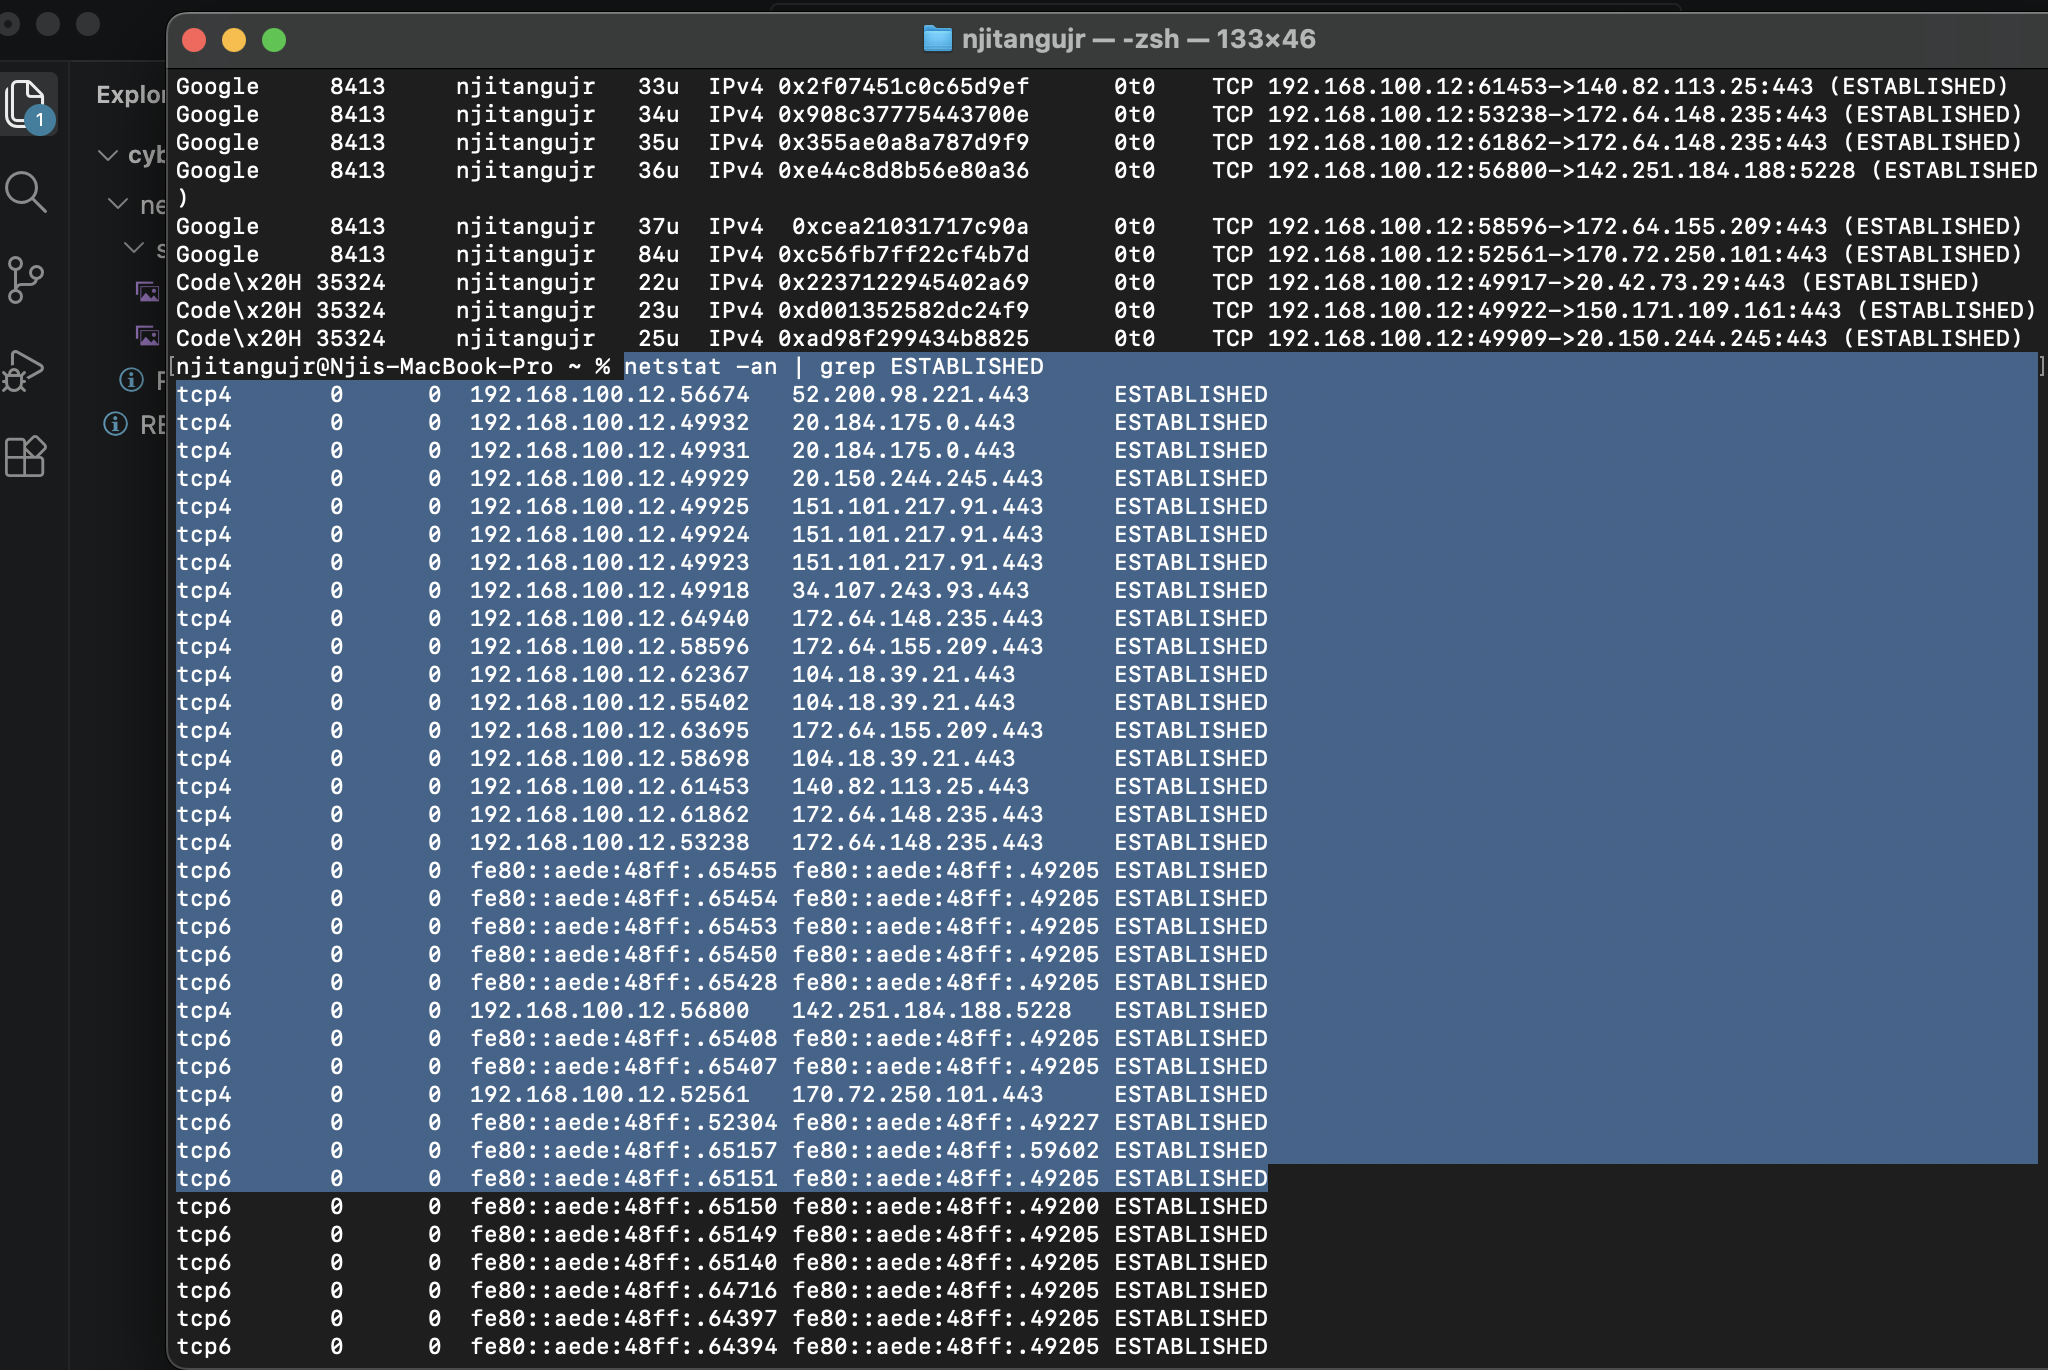 njitangujr — -zsh — 133×46
Google 8413 njitangujr 33u IPv4 0x2f07451c0c65d9ef 0t0 TCP 192.168.100.12:61453->140.82.113.25:443 (ESTABLISHED)
Google 8413 njitangujr 34u IPv4 0x908c37775443700e 0t0 TCP 192.168.100.12:53238->172.64.148.235:443 (ESTABLISHED)
Google 8413 njitangujr 35u IPv4 0x355ae0a8a787d9f9 0t0 TCP 192.168.100.12:61862->172.64.148.235:443 (ESTABLISHED)
Google 8413 njitangujr 36u IPv4 0xe44c8d8b56e80a36 0t0 TCP 192.168.100.12:56800->142.251.184.188:5228 (ESTABLISHED
)
Google 8413 njitangujr 37u IPv4 0xcea21031717c90a 0t0 TCP 192.168.100.12:58596->172.64.155.209:443 (ESTABLISHED)
Google 8413 njitangujr 84u IPv4 0xc56fb7ff22cf4b7d 0t0 TCP 192.168.100.12:52561->170.72.250.101:443 (ESTABLISHED)
Code\x20H 35324 njitangujr 22u IPv4 0x2237122945402a69 0t0 TCP 192.168.100.12:49917->20.42.73.29:443 (ESTABLISHED)
Code\x20H 35324 njitangujr 23u IPv4 0xd001352582dc24f9 0t0 TCP 192.168.100.12:49922->150.171.109.161:443 (ESTABLISHED)
Code\x20H 35324 njitangujr 25u IPv4 0xad98f299434b8825 0t0 TCP 192.168.100.12:49909->20.150.244.245:443 (ESTABLISHED)
[njitangujr@Njis-MacBook-Pro ~ % netstat -an | grep ESTABLISHED ]
tcp4 0 0 192.168.100.12.56674 52.200.98.221.443 ESTABLISHED
tcp4 0 0 192.168.100.12.49932 20.184.175.0.443 ESTABLISHED
tcp4 0 0 192.168.100.12.49931 20.184.175.0.443 ESTABLISHED
tcp4 0 0 192.168.100.12.49929 20.150.244.245.443 ESTABLISHED
tcp4 0 0 192.168.100.12.49925 151.101.217.91.443 ESTABLISHED
tcp4 0 0 192.168.100.12.49924 151.101.217.91.443 ESTABLISHED
tcp4 0 0 192.168.100.12.49923 151.101.217.91.443 ESTABLISHED
tcp4 0 0 192.168.100.12.49918 34.107.243.93.443 ESTABLISHED
tcp4 0 0 192.168.100.12.64940 172.64.148.235.443 ESTABLISHED
tcp4 0 0 192.168.100.12.58596 172.64.155.209.443 ESTABLISHED
tcp4 0 0 192.168.100.12.62367 104.18.39.21.443 ESTABLISHED
tcp4 0 0 192.168.100.12.55402 104.18.39.21.443 ESTABLISHED
tcp4 0 0 192.168.100.12.63695 172.64.155.209.443 ESTABLISHED
tcp4 0 0 192.168.100.12.58698 104.18.39.21.443 ESTABLISHED
tcp4 0 0 192.168.100.12.61453 140.82.113.25.443 ESTABLISHED
tcp4 0 0 192.168.100.12.61862 172.64.148.235.443 ESTABLISHED
tcp4 0 0 192.168.100.12.53238 172.64.148.235.443 ESTABLISHED
tcp6 0 0 fe80::aede:48ff:.65455 fe80::aede:48ff:.49205 ESTABLISHED
tcp6 0 0 fe80::aede:48ff:.65454 fe80::aede:48ff:.49205 ESTABLISHED
tcp6 0 0 fe80::aede:48ff:.65453 fe80::aede:48ff:.49205 ESTABLISHED
tcp6 0 0 fe80::aede:48ff:.65450 fe80::aede:48ff:.49205 ESTABLISHED
tcp6 0 0 fe80::aede:48ff:.65428 fe80::aede:48ff:.49205 ESTABLISHED
tcp4 0 0 192.168.100.12.56800 142.251.184.188.5228 ESTABLISHED
tcp6 0 0 fe80::aede:48ff:.65408 fe80::aede:48ff:.49205 ESTABLISHED
tcp6 0 0 fe80::aede:48ff:.65407 fe80::aede:48ff:.49205 ESTABLISHED
tcp4 0 0 192.168.100.12.52561 170.72.250.101.443 ESTABLISHED
tcp6 0 0 fe80::aede:48ff:.52304 fe80::aede:48ff:.49227 ESTABLISHED
tcp6 0 0 fe80::aede:48ff:.65157 fe80::aede:48ff:.59602 ESTABLISHED
tcp6 0 0 fe80::aede:48ff:.65151 fe80::aede:48ff:.49205 ESTABLISHED
tcp6 0 0 fe80::aede:48ff:.65150 fe80::aede:48ff:.49200 ESTABLISHED
tcp6 0 0 fe80::aede:48ff:.65149 fe80::aede:48ff:.49205 ESTABLISHED
tcp6 0 0 fe80::aede:48ff:.65140 fe80::aede:48ff:.49205 ESTABLISHED
tcp6 0 0 fe80::aede:48ff:.64716 fe80::aede:48ff:.49205 ESTABLISHED
tcp6 0 0 fe80::aede:48ff:.64397 fe80::aede:48ff:.49205 ESTABLISHED
tcp6 0 0 fe80::aede:48ff:.64394 fe80::aede:48ff:.49205 ESTABLISHED
1